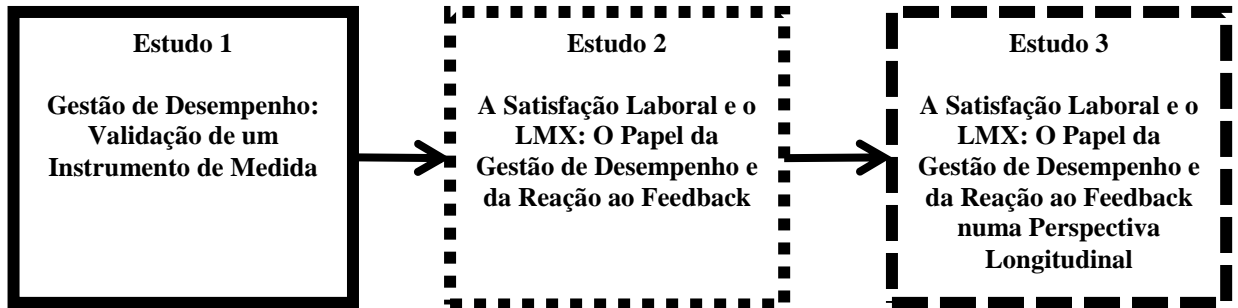 Estudo 1
Gestão de Desempenho:
Validação de um
Instrumento de Medida
Estudo 2
A Satisfação Laboral e o
LMX: O Papel da
Gestão de Desempenho e
da Reação ao Feedback
Estudo 3
A Satisfação Laboral e o
LMX: O Papel da
Gestão de Desempenho e
da Reação ao Feedback
numa Perspectiva
Longitudinal